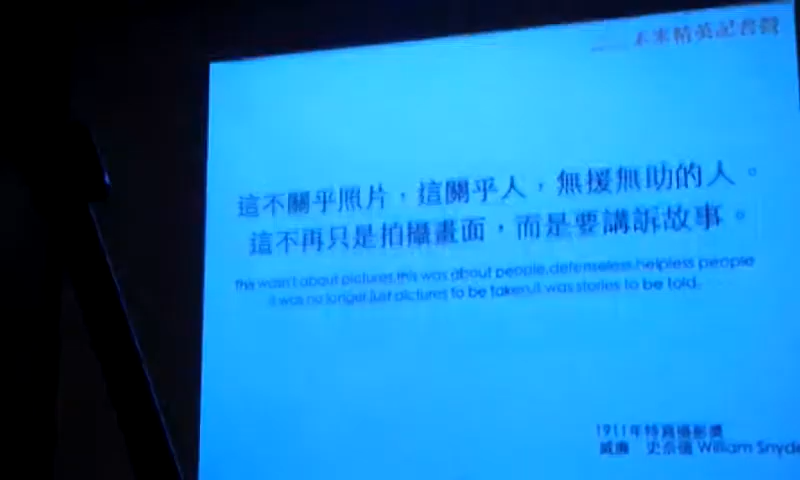 未來精英記者營
這不關乎照片，這關乎人，無援無助的人。
這不再只是拍攝畫面，而是要講訴故事。
this wasn't about pictures,this was about people,defenseless,helpless people
it was no longer just pictures to be taken,it was stories to be told.
1911年特寫攝影獎
威廉 史奈德 William Snyde